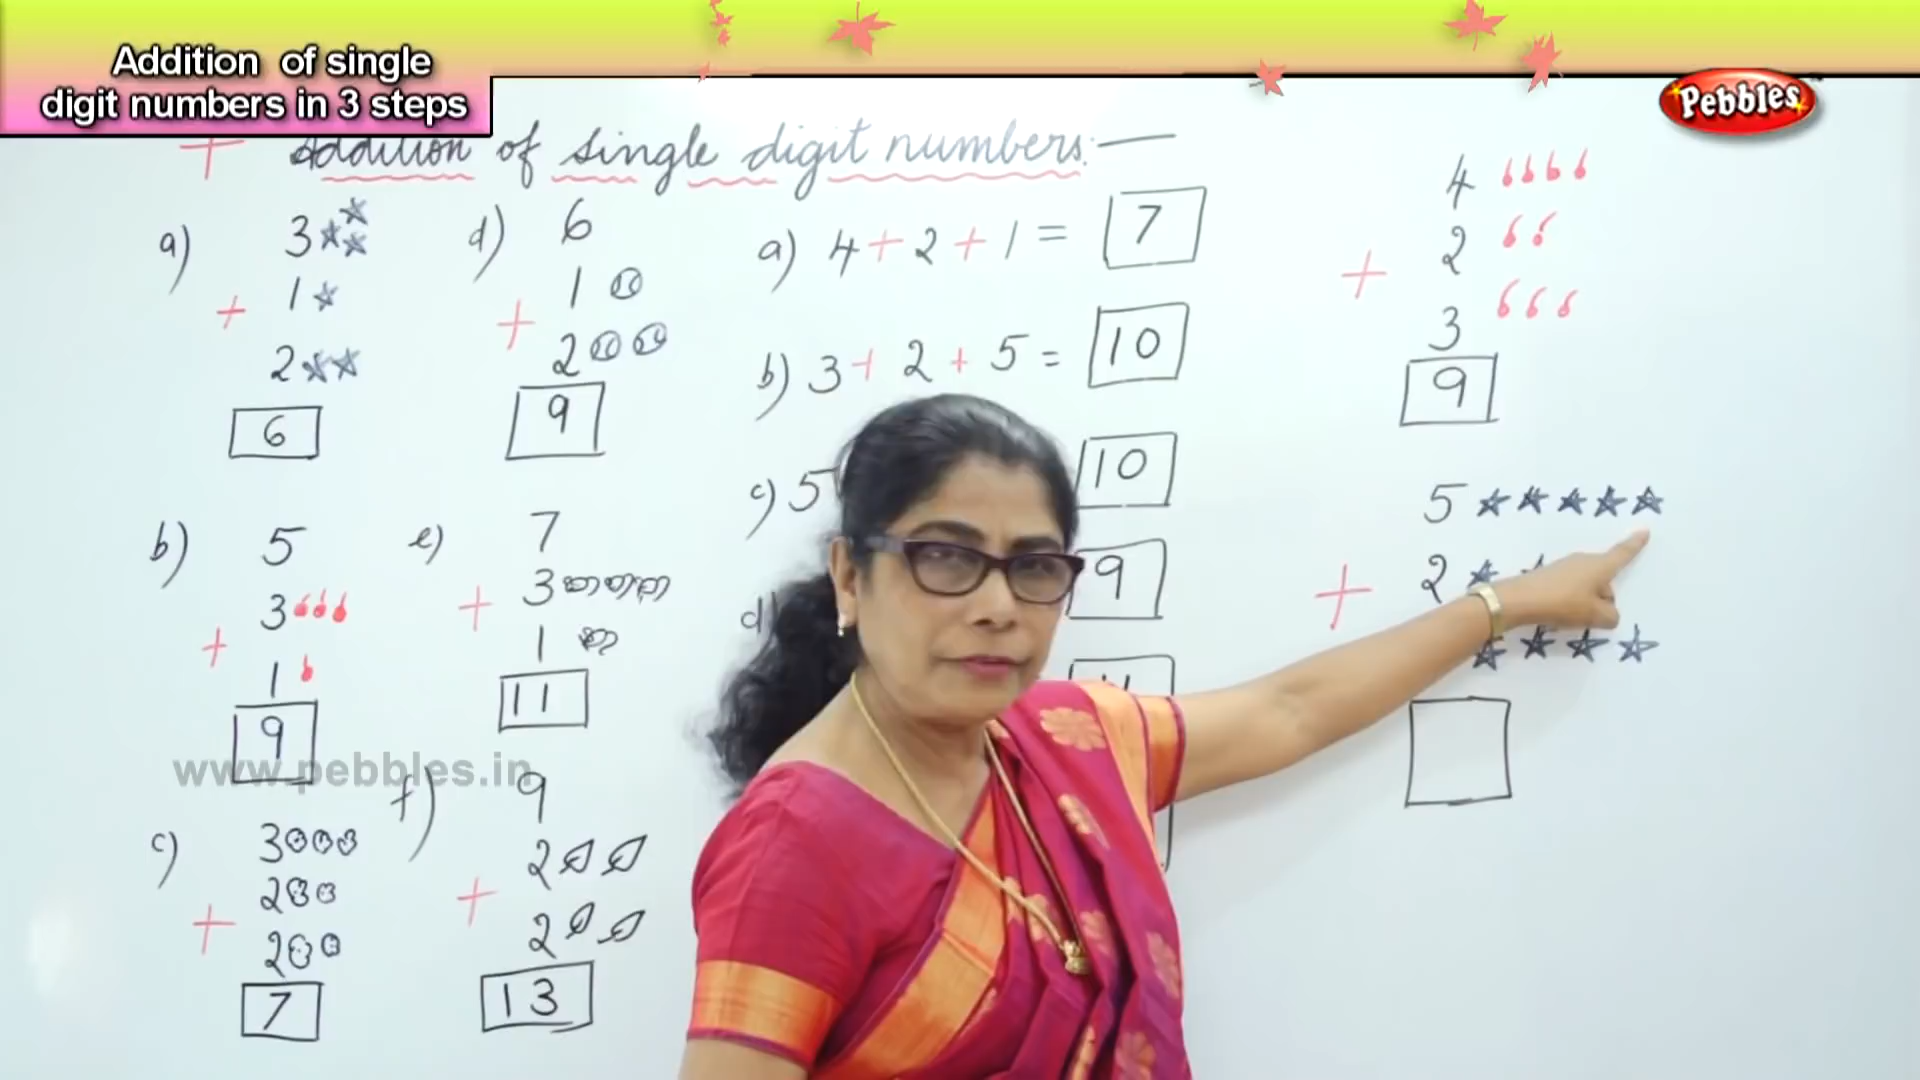 Addition of single
digit numbers in 3 steps
Pebbles
+ Addition of single digit numbers:—
a) 3
+ 1
2
6
b) 5
3
+ 1
9
c) 3
+ 2
2
7
d) 6
+ 1
2
9
e) 7
+ 3
1
11
f) 9
+ 2
2
13
a) 4 + 2 + 1 = 7
b) 3 + 2 + 5 = 10
c) 5
10
d)
9
4
+ 2
3
9
5
+ 2
www.pebbles.in